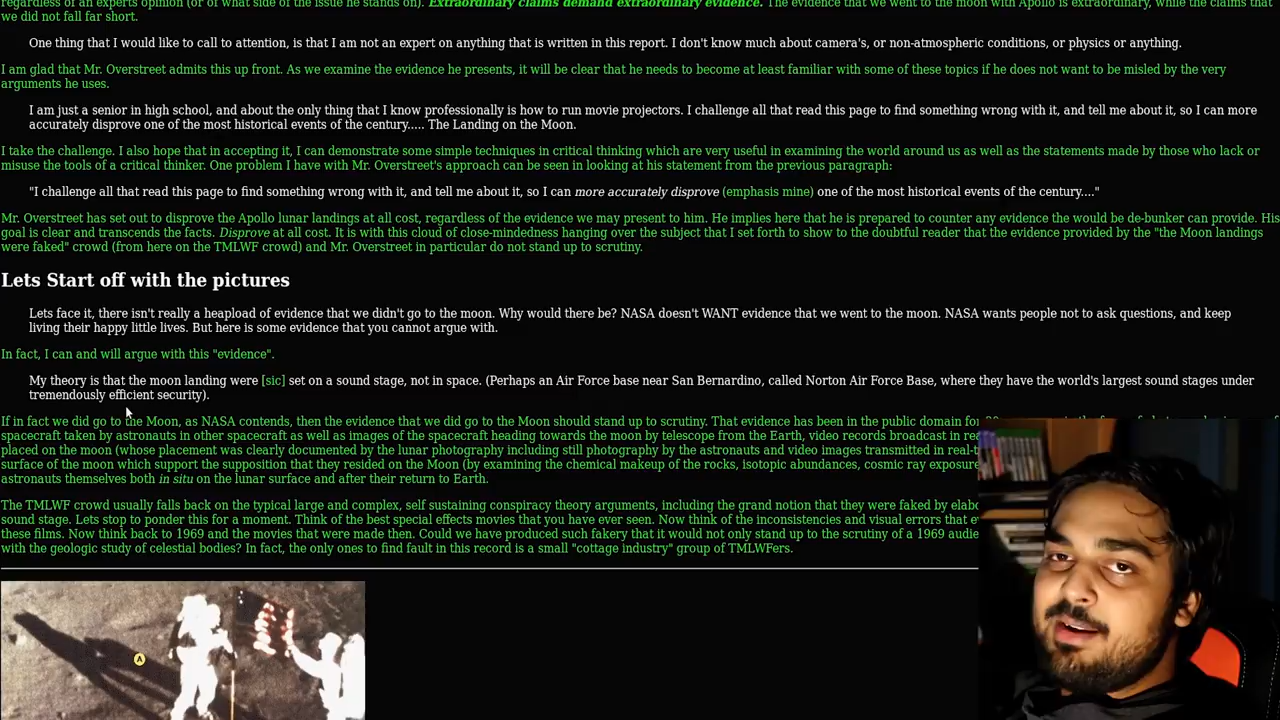 regardless of an experts opinion (or of what side of the issue he stands on). Extraordinary claims demand extraordinary evidence. The evidence that we went to the moon with Apollo is extraordinary, while the claims that
we did not fall far short.
One thing that I would like to call to attention, is that I am not an expert on anything that is written in this report. I don't know much about camera's, or non-atmospheric conditions, or physics or anything.
I am glad that Mr. Overstreet admits this up front. As we examine the evidence he presents, it will be clear that he needs to become at least familiar with some of these topics if he does not want to be misled by the very
arguments he uses.
I am just a senior in high school, and about the only thing that I know professionally is how to run movie projectors. I challenge all that read this page to find something wrong with it, and tell me about it, so I can more
accurately disprove one of the most historical events of the century..... The Landing on the Moon.
I take the challenge. I also hope that in accepting it, I can demonstrate some simple techniques in critical thinking which are very useful in examining the world around us as well as the statements made by those who lack or
misuse the tools of a critical thinker. One problem I have with Mr. Overstreet's approach can be seen in looking at his statement from the previous paragraph:
"I challenge all that read this page to find something wrong with it, and tell me about it, so I can more accurately disprove (emphasis mine) one of the most historical events of the century...."
Mr. Overstreet has set out to disprove the Apollo lunar landings at all cost, regardless of the evidence we may present to him. He implies here that he is prepared to counter any evidence the would be de-bunker can provide. His
goal is clear and transcends the facts. Disprove at all cost. It is with this cloud of close-mindedness hanging over the subject that I set forth to show to the doubtful reader that the evidence provided by the "the Moon landings
were faked" crowd (from here on the TMLWF crowd) and Mr. Overstreet in particular do not stand up to scrutiny.
Lets Start off with the pictures
Lets face it, there isn't really a heapload of evidence that we didn't go to the moon. Why would there be? NASA doesn't WANT evidence that we went to the moon. NASA wants people not to ask questions, and keep
living their happy little lives. But here is some evidence that you cannot argue with.
In fact, I can and will argue with this "evidence".
My theory is that the moon landing were [sic] set on a sound stage, not in space. (Perhaps an Air Force base near San Bernardino, called Norton Air Force Base, where they have the world's largest sound stages under
tremendously efficient security).
If in fact we did go to the Moon, as NASA contends, then the evidence that we did go to the Moon should stand up to scrutiny. That evidence has been in the public domain for
spacecraft taken by astronauts in other spacecraft as well as images of the spacecraft heading towards the moon by telescope from the Earth, video records broadcast in
placed on the moon (whose placement was clearly documented by the lunar photography including still photography by the astronauts and video images transmitted in
surface of the moon which support the supposition that they resided on the Moon (by examining the chemical makeup of the rocks, isotopic abundances, cosmic ray exposure
astronauts themselves both in situ on the lunar surface and after their return to Earth.
The TMLWF crowd usually falls back on the typical large and complex, self sustaining conspiracy theory arguments, including the grand notion that they were faked by
sound stage. Lets stop to ponder this for a moment. Think of the best special effects movies that you have ever seen. Now think of the inconsistencies and visual errors that
these films. Now think back to 1969 and the movies that were made then. Could we have produced such fakery that it would not only stand up to the scrutiny of a 1969
with the geologic study of celestial bodies? In fact, the only ones to find fault in this record is a small "cottage industry" group of TMLWFers.
A